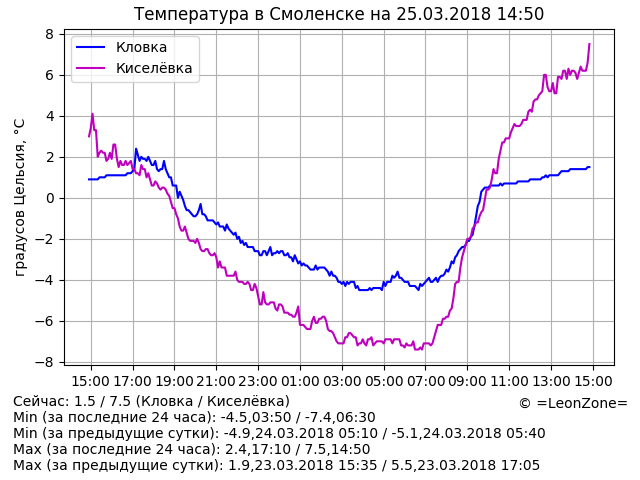 Температура в Смоленске на 25.03.2018 14:50
Кловка
Киселёвка
градусов Цельсия, °C
8
6
4
2
0
−2
−4
−6
−8
15:00 17:00 19:00 21:00 23:00 01:00 03:00 05:00 07:00 09:00 11:00 13:00 15:00
Сейчас: 1.5 / 7.5 (Кловка / Киселёвка)
© =LeonZone=
Min (за последние 24 часа): -4.5,03:50 / -7.4,06:30
Min (за предыдущие сутки): -4.9,24.03.2018 05:10 / -5.1,24.03.2018 05:40
Max (за последние 24 часа): 2.4,17:10 / 7.5,14:50
Max (за предыдущие сутки): 1.9,23.03.2018 15:35 / 5.5,23.03.2018 17:05